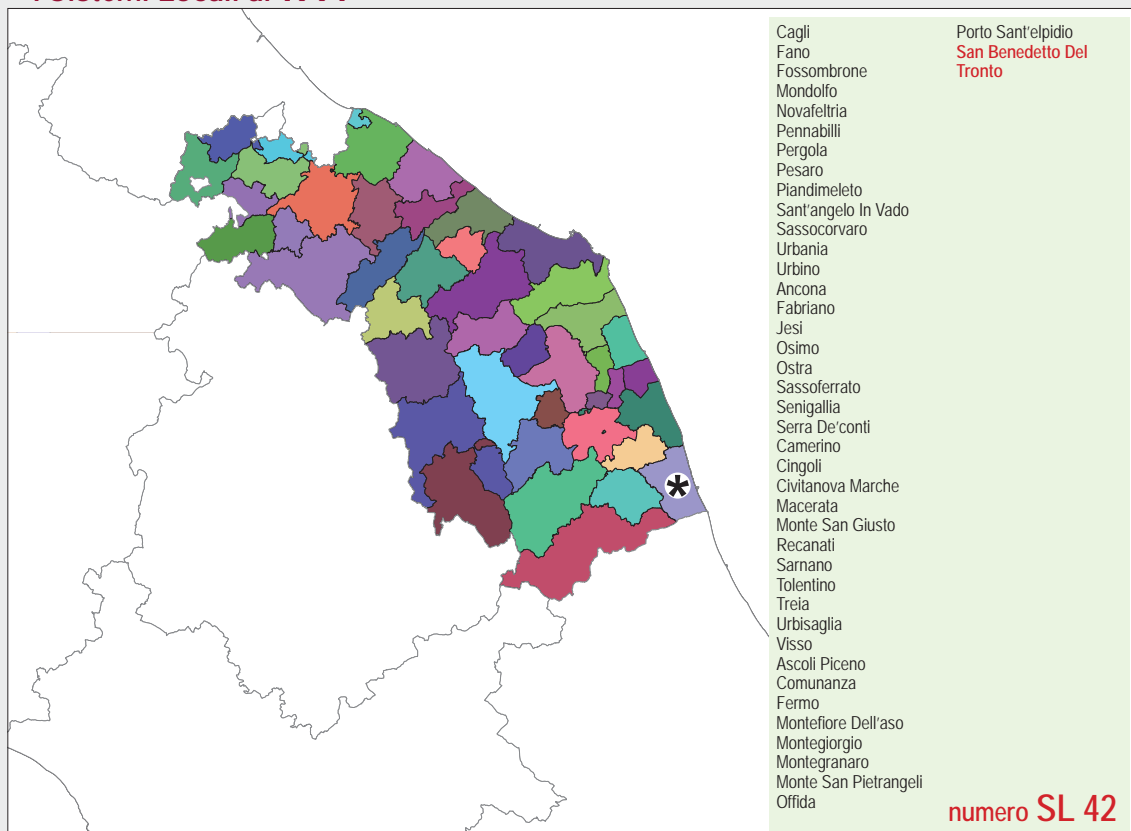 Cagli
Fano
Fossombrone
Mondolfo
Novafeltria
Pennabilli
Pergola
Pesaro
Piandimeleto
Sant'angelo In Vado
Sassocorvaro
Urbania
Urbino
Ancona
Fabriano
Jesi
Osimo
Ostra
Sassoferrato
Senigallia
Serra De'conti
Camerino
Cingoli
Civitanova Marche
Macerata
Monte San Giusto
Recanati
Sarnano
Tolentino
Treia
Urbisaglia
Visso
Ascoli Piceno
Comunanza
Fermo
Montefiore Dell'aso
Montegiorgio
Montegranaro
Monte San Pietrangeli
Offida
Porto Sant'elpidio
San Benedetto Del
Tronto
numero SL 42